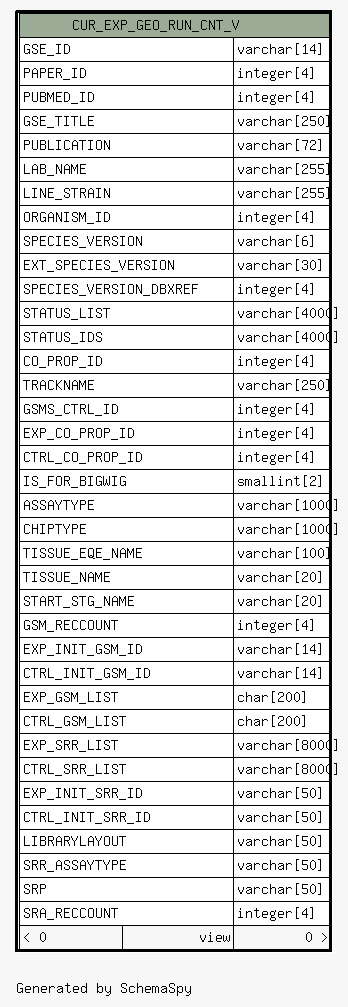 CUR_EXP_GEO_RUN_CNT_V
GSE_ID varchar[14]
PAPER_ID integer[4]
PUBMED_ID integer[4]
GSE_TITLE varchar[250]
PUBLICATION varchar[72]
LAB_NAME varchar[255]
LINE_STRAIN varchar[255]
ORGANISM_ID integer[4]
SPECIES_VERSION varchar[6]
EXT_SPECIES_VERSION varchar[30]
SPECIES_VERSION_DBXREF integer[4]
STATUS_LIST varchar[4000]
STATUS_IDS varchar[4000]
CO_PROP_ID integer[4]
TRACKNAME varchar[250]
GSMS_CTRL_ID integer[4]
EXP_CO_PROP_ID integer[4]
CTRL_CO_PROP_ID integer[4]
IS_FOR_BIGWIG smallint[2]
ASSAYTYPE varchar[1000]
CHIPTYPE varchar[1000]
TISSUE_EQE_NAME varchar[100]
TISSUE_NAME varchar[20]
START_STG_NAME varchar[20]
GSM_RECCOUNT integer[4]
EXP_INIT_GSM_ID varchar[14]
CTRL_INIT_GSM_ID varchar[14]
EXP_GSM_LIST char[200]
CTRL_GSM_LIST char[200]
EXP_SRR_LIST varchar[8000]
CTRL_SRR_LIST varchar[8000]
EXP_INIT_SRR_ID varchar[50]
CTRL_INIT_SRR_ID varchar[50]
LIBRARYLAYOUT varchar[50]
SRR_ASSAYTYPE varchar[50]
SRP varchar[50]
SRA_RECCOUNT integer[4]
< 0 view 0 >
Generated by SchemaSpy